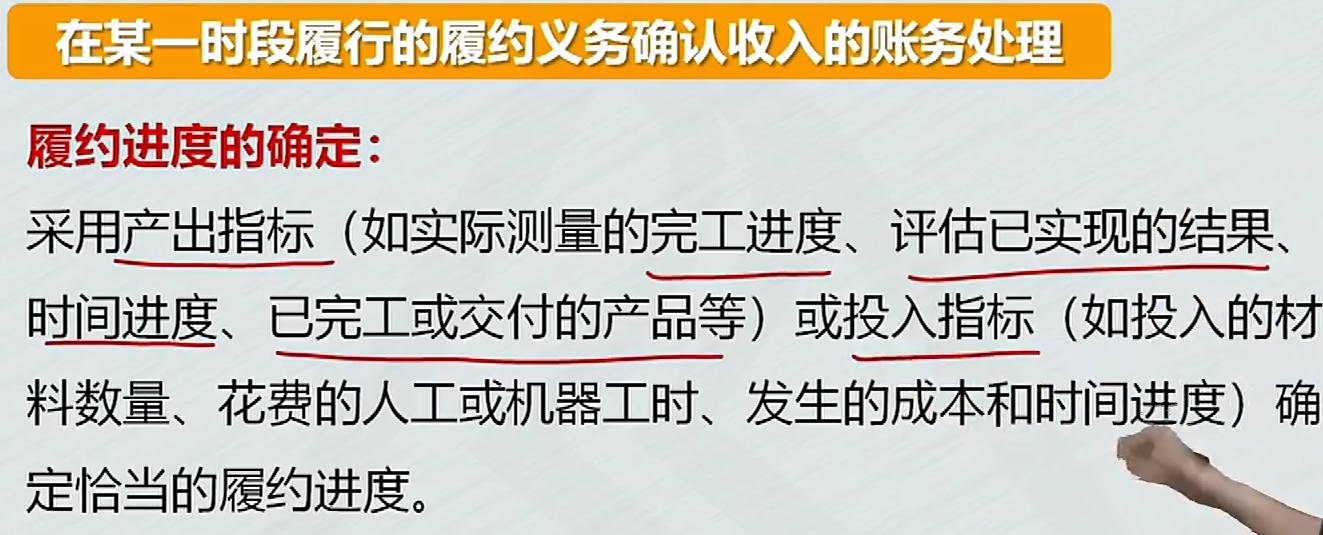 在某一时段履行的履约义务确认收入的账务处理
履约进度的确定：
采用产出指标（如实际测量的完工进度、评估已实现的结果、
时间进度、已完工或交付的产品等）或投入指标（如投入的材
料数量、花费的人工或机器工时、发生的成本和时间进度）确
定恰当的履约进度。